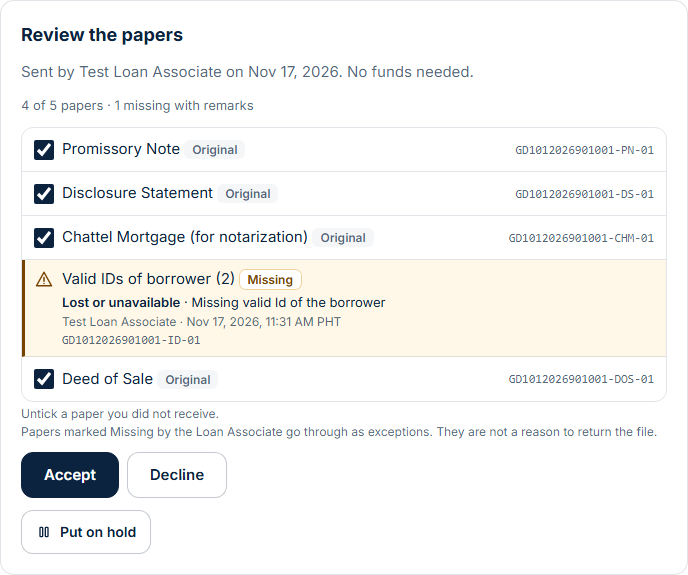 Review the papers
Sent by Test Loan Associate on Nov 17, 2026. No funds needed.
4 of 5 papers · 1 missing with remarks
Promissory Note Original GD1012026901001-PN-01
Disclosure Statement Original GD1012026901001-DS-01
Chattel Mortgage (for notarization) Original GD1012026901001-CHM-01
Valid IDs of borrower (2) Missing
Lost or unavailable · Missing valid Id of the borrower
Test Loan Associate · Nov 17, 2026, 11:31 AM PHT
GD1012026901001-ID-01
Deed of Sale Original GD1012026901001-DOS-01
Untick a paper you did not receive.
Papers marked Missing by the Loan Associate go through as exceptions. They are not a reason to return the file.
Accept Decline
Put on hold